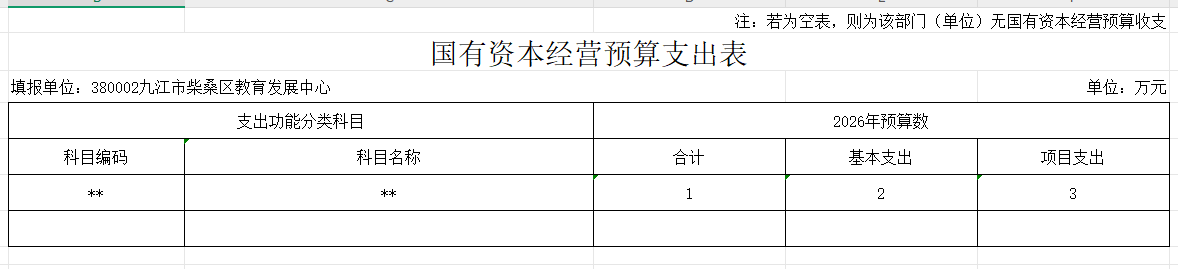 注：若为空表，则为该部门（单位）无国有资本经营预算收支
国有资本经营预算支出表
填报单位：380002九江市柴桑区教育发展中心 单位：万元
支出功能分类科目 2026年预算数
科目编码 科目名称 合计 基本支出 项目支出
** ** 1 2 3